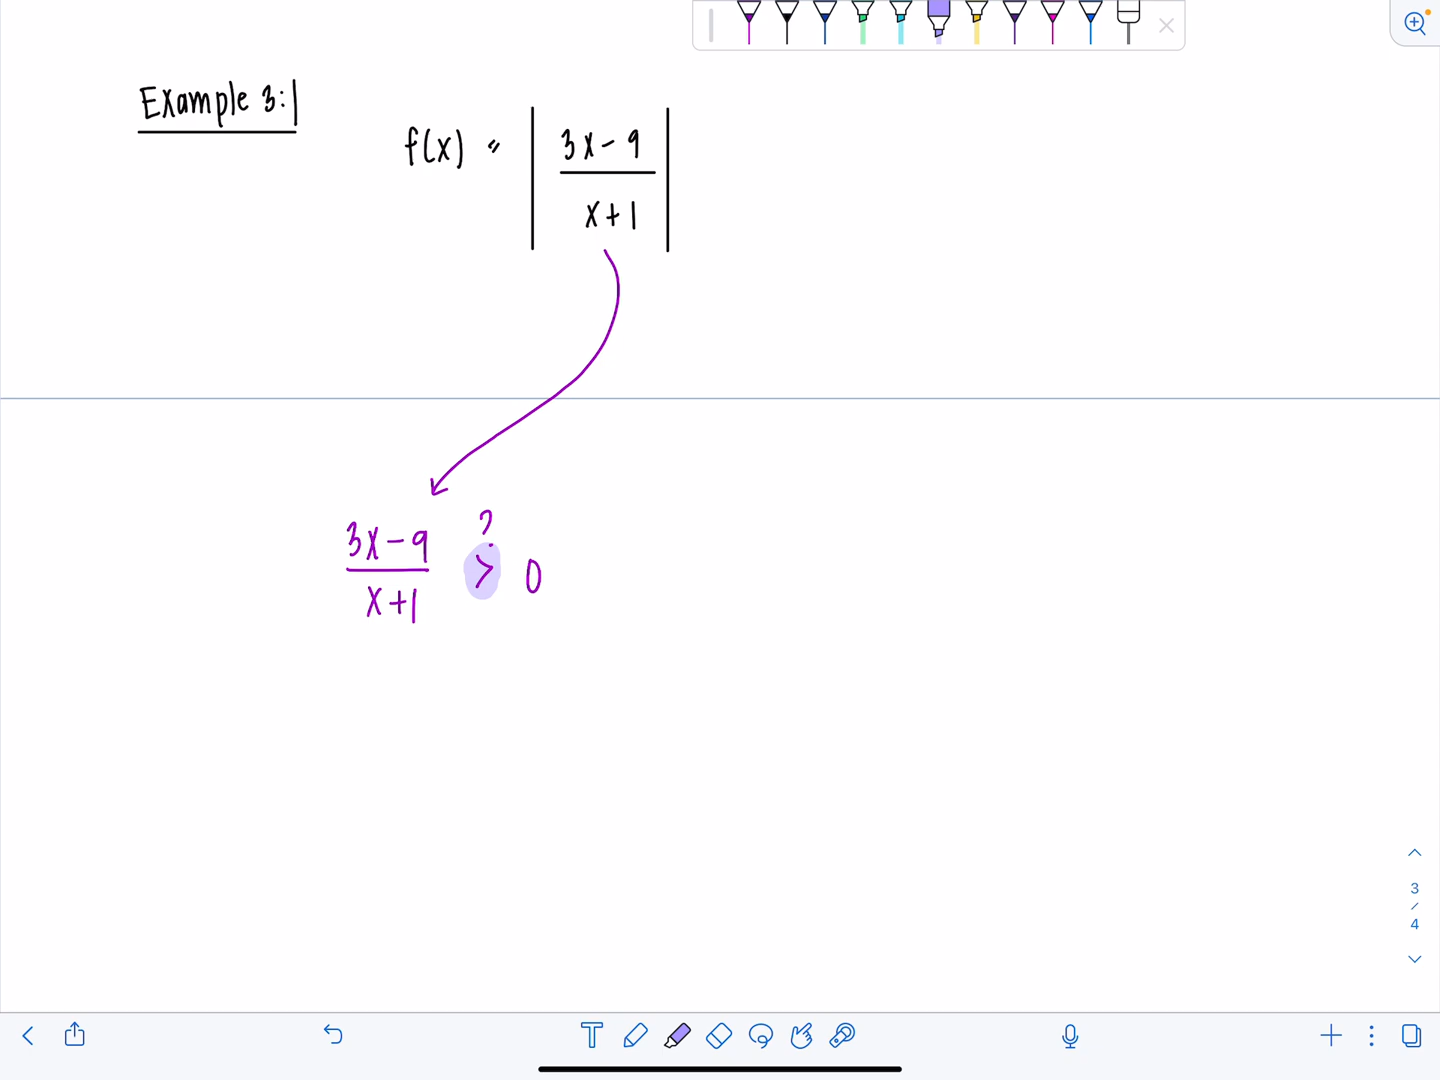 Example 3:
f(x) = | 3x - 9 / x + 1 |
3x - 9 / x + 1 >? 0
3
/
4
T